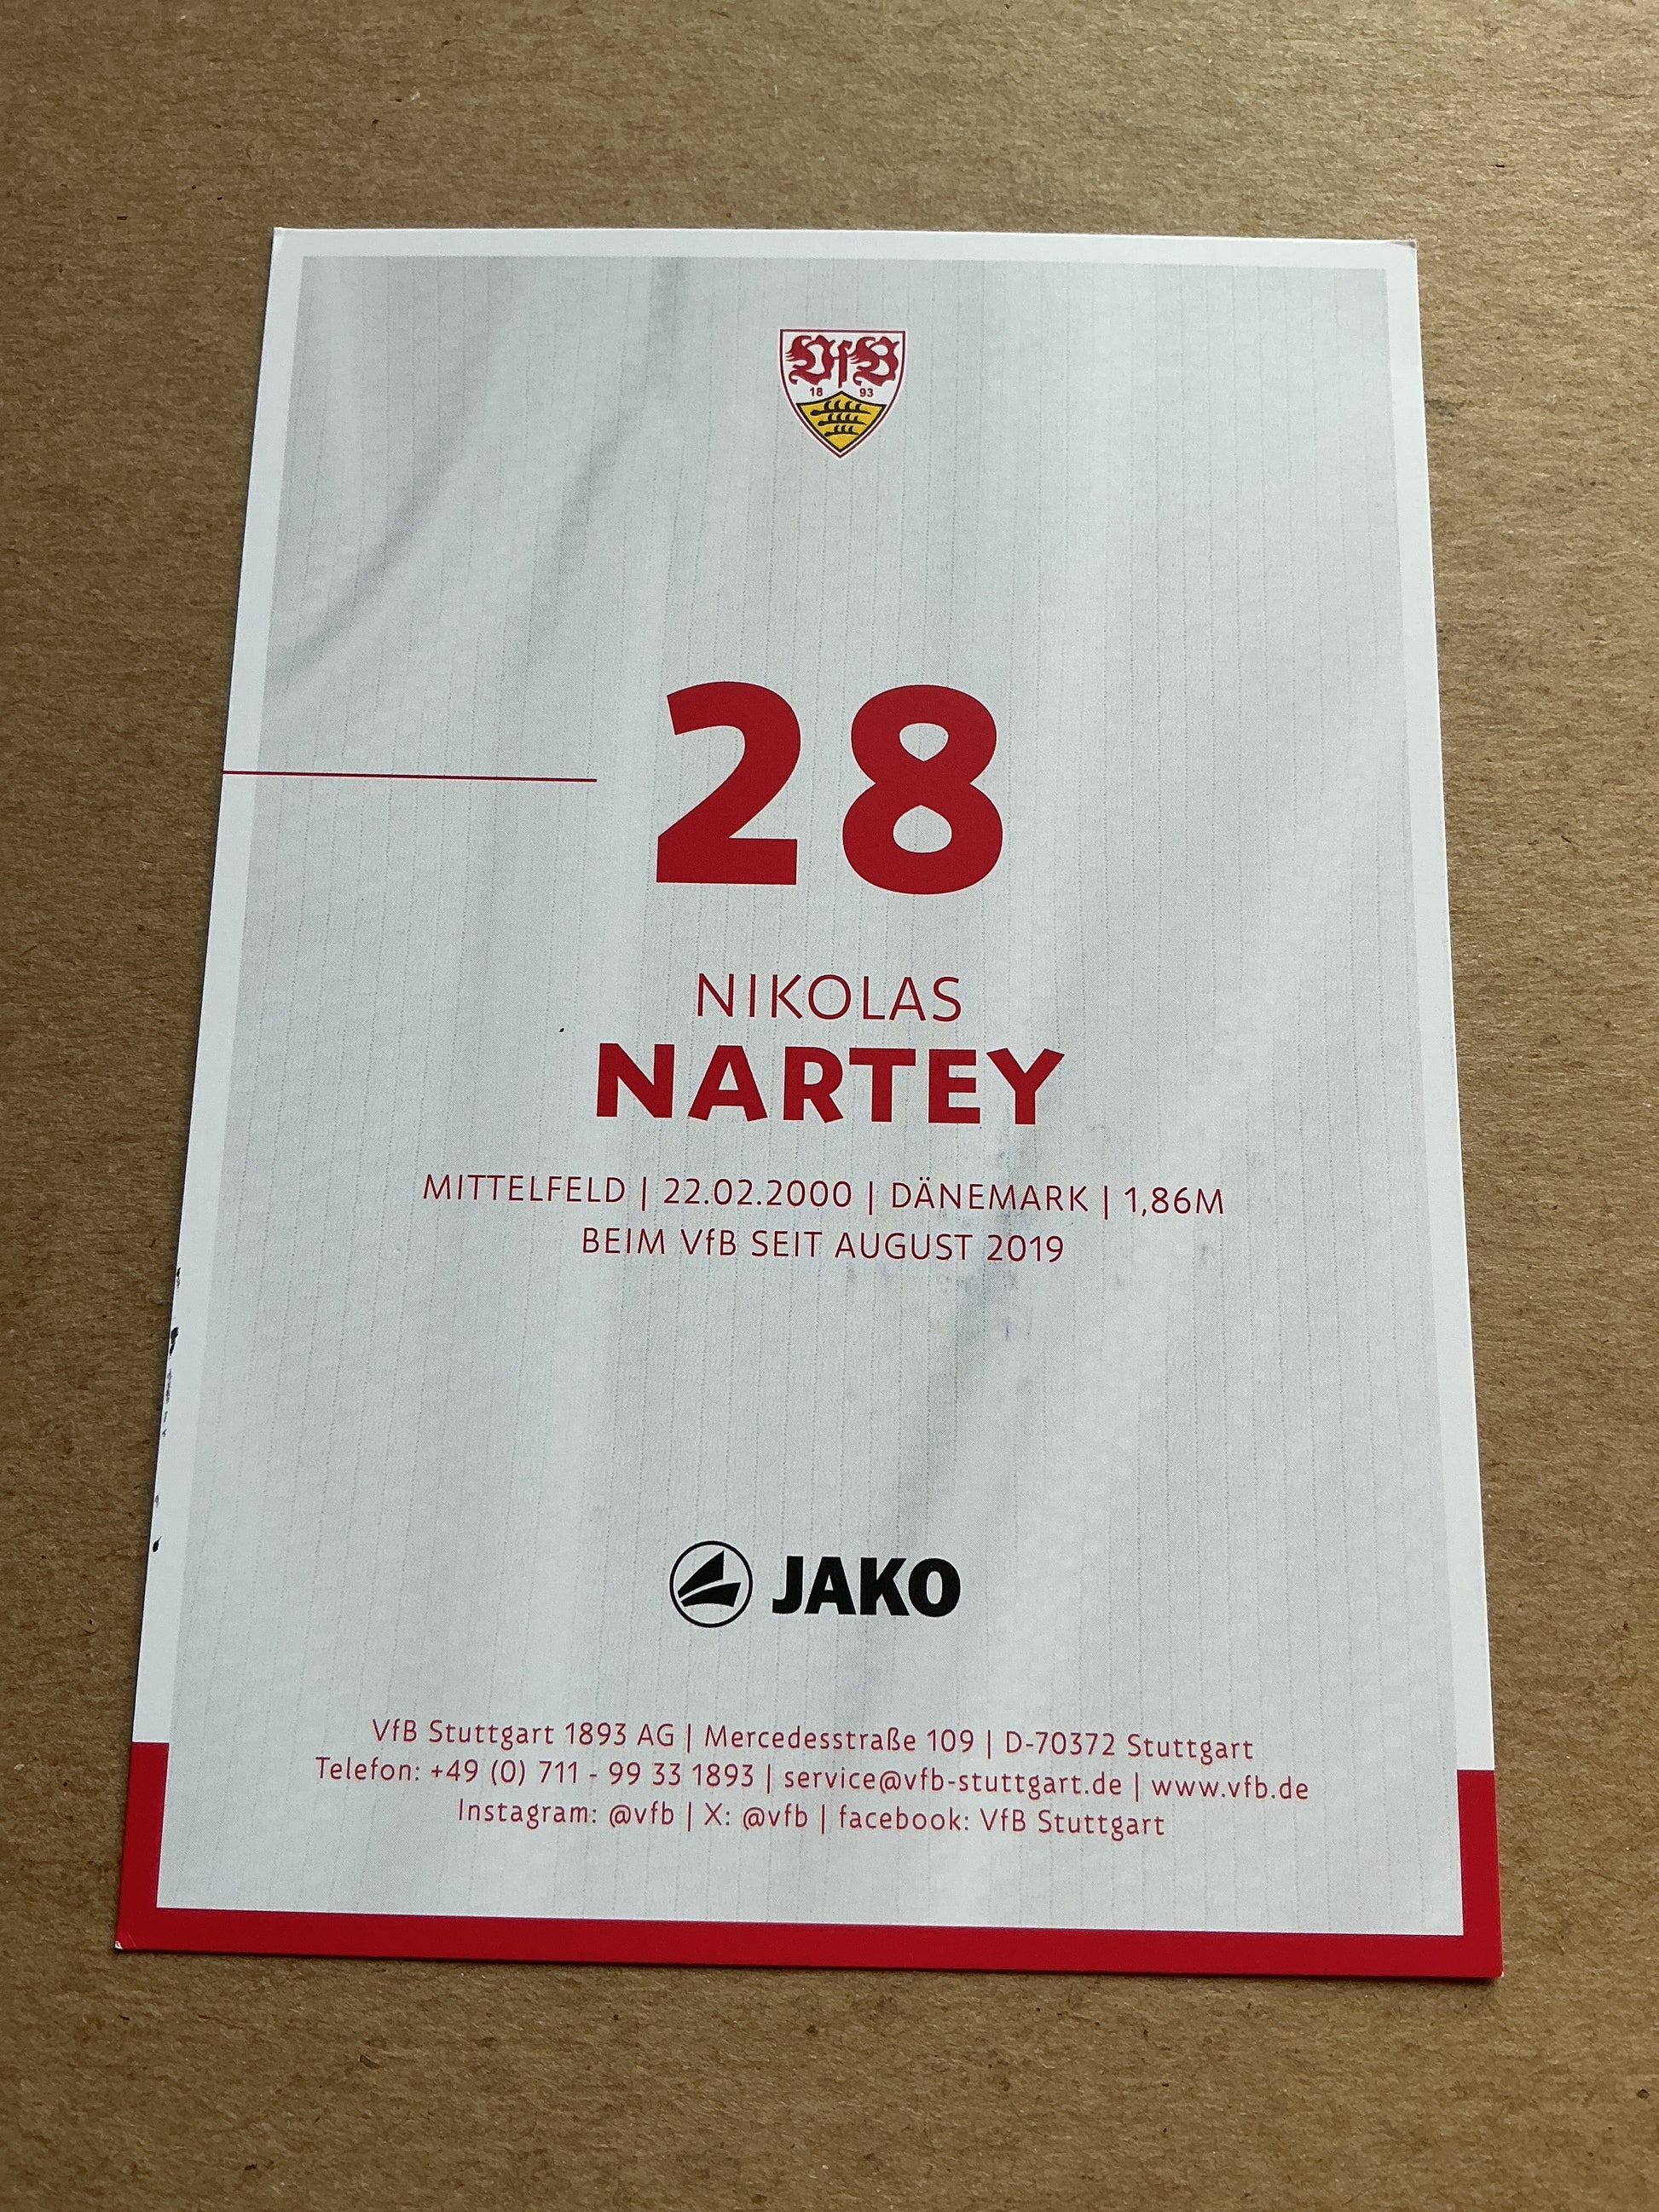 VfB
18 93
28
NIKOLAS
NARTEY
MITTELFELD | 22.02.2000 | DÄNEMARK | 1,86M
BEIM VfB SEIT AUGUST 2019
JAKO
VfB Stuttgart 1893 AG | Mercedesstraße 109 | D-70372 Stuttgart
Telefon: +49 (0) 711 - 99 33 1893 | service@vfb-stuttgart.de | www.vfb.de
Instagram: @vfb | X: @vfb | facebook: VfB Stuttgart